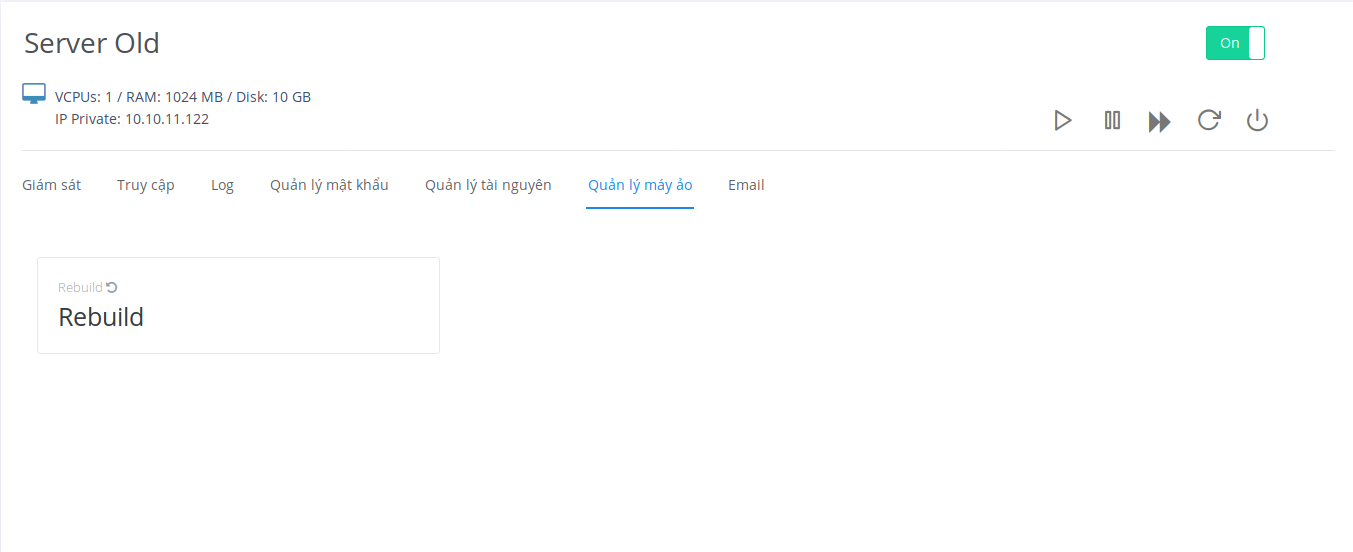 Server Old
On
VCPUs: 1 / RAM: 1024 MB / Disk: 10 GB
IP Private: 10.10.11.122
Giám sát Truy cập Log Quản lý mật khẩu Quản lý tài nguyên Quản lý máy ảo Email
Rebuild
Rebuild